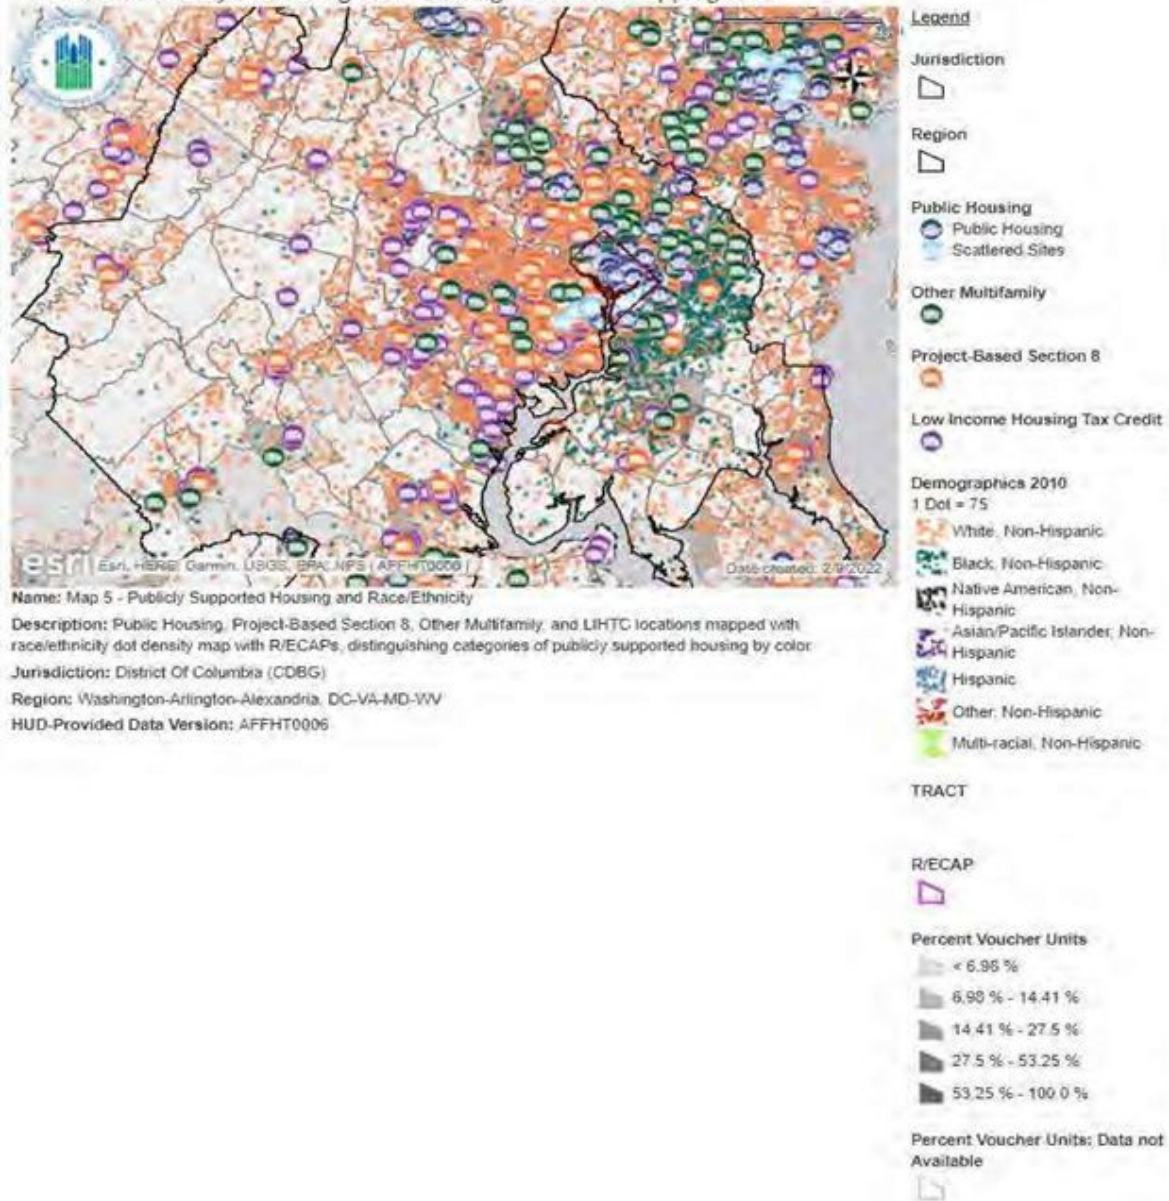 esri
Esri, HERE, Garmin, USGS, EPA, NPS | AFFHT0006 |
Date created: 2/9/2022
Name: Map 5 - Publicly Supported Housing and Race/Ethnicity
Description: Public Housing, Project-Based Section 8, Other Multifamily, and LIHTC locations mapped with
race/ethnicity dot density map with R/ECAPs, distinguishing categories of publicly supported housing by color
Jurisdiction: District Of Columbia (CDBG)
Region: Washington-Arlington-Alexandria, DC-VA-MD-WV
HUD-Provided Data Version: AFFHT0006
Legend
Jurisdiction
Region
Public Housing
Public Housing
Scattered Sites
Other Multifamily
Project-Based Section 8
Low Income Housing Tax Credit
Demographics 2010
1 Dot = 75
White, Non-Hispanic
Black, Non-Hispanic
Native American, Non-
Hispanic
Asian/Pacific Islander, Non-
Hispanic
Hispanic
Other, Non-Hispanic
Multi-racial, Non-Hispanic
TRACT
R/ECAP
Percent Voucher Units
< 6.98 %
6.98 % - 14.41 %
14.41 % - 27.5 %
27.5 % - 53.25 %
53.25 % - 100.0 %
Percent Voucher Units: Data not
Available